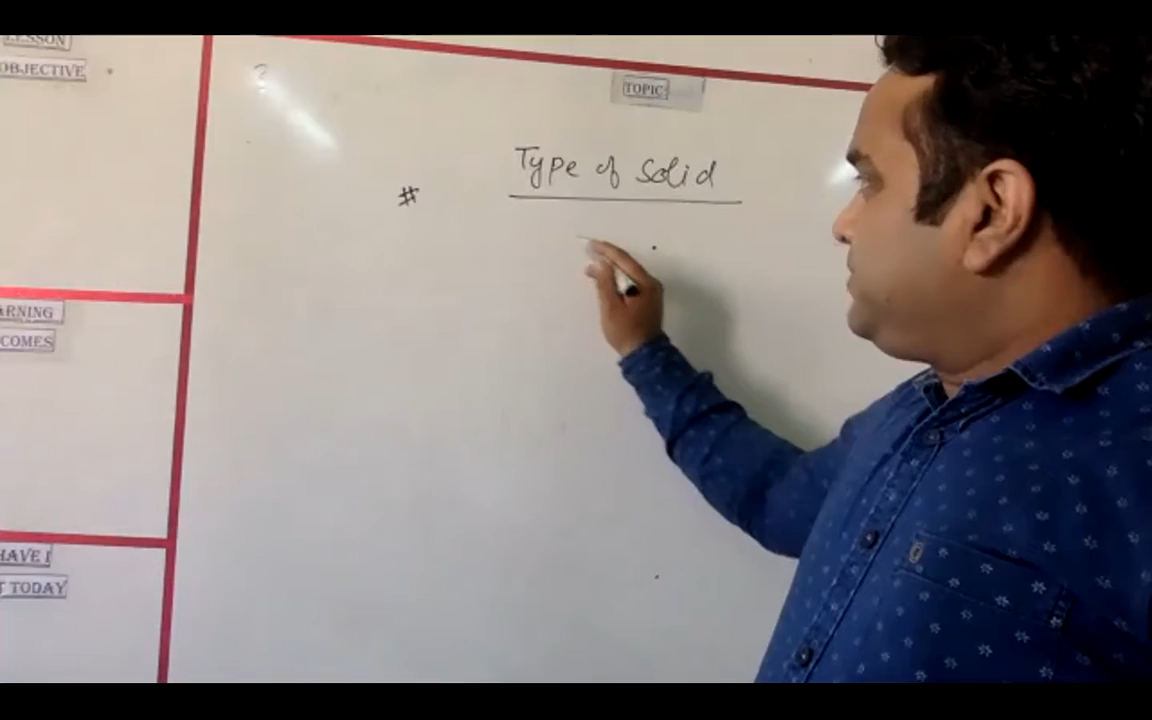 LESSON
OBJECTIVE
TOPIC:
# Type of Solid
ARNING
COMES
HAVE I
T TODAY